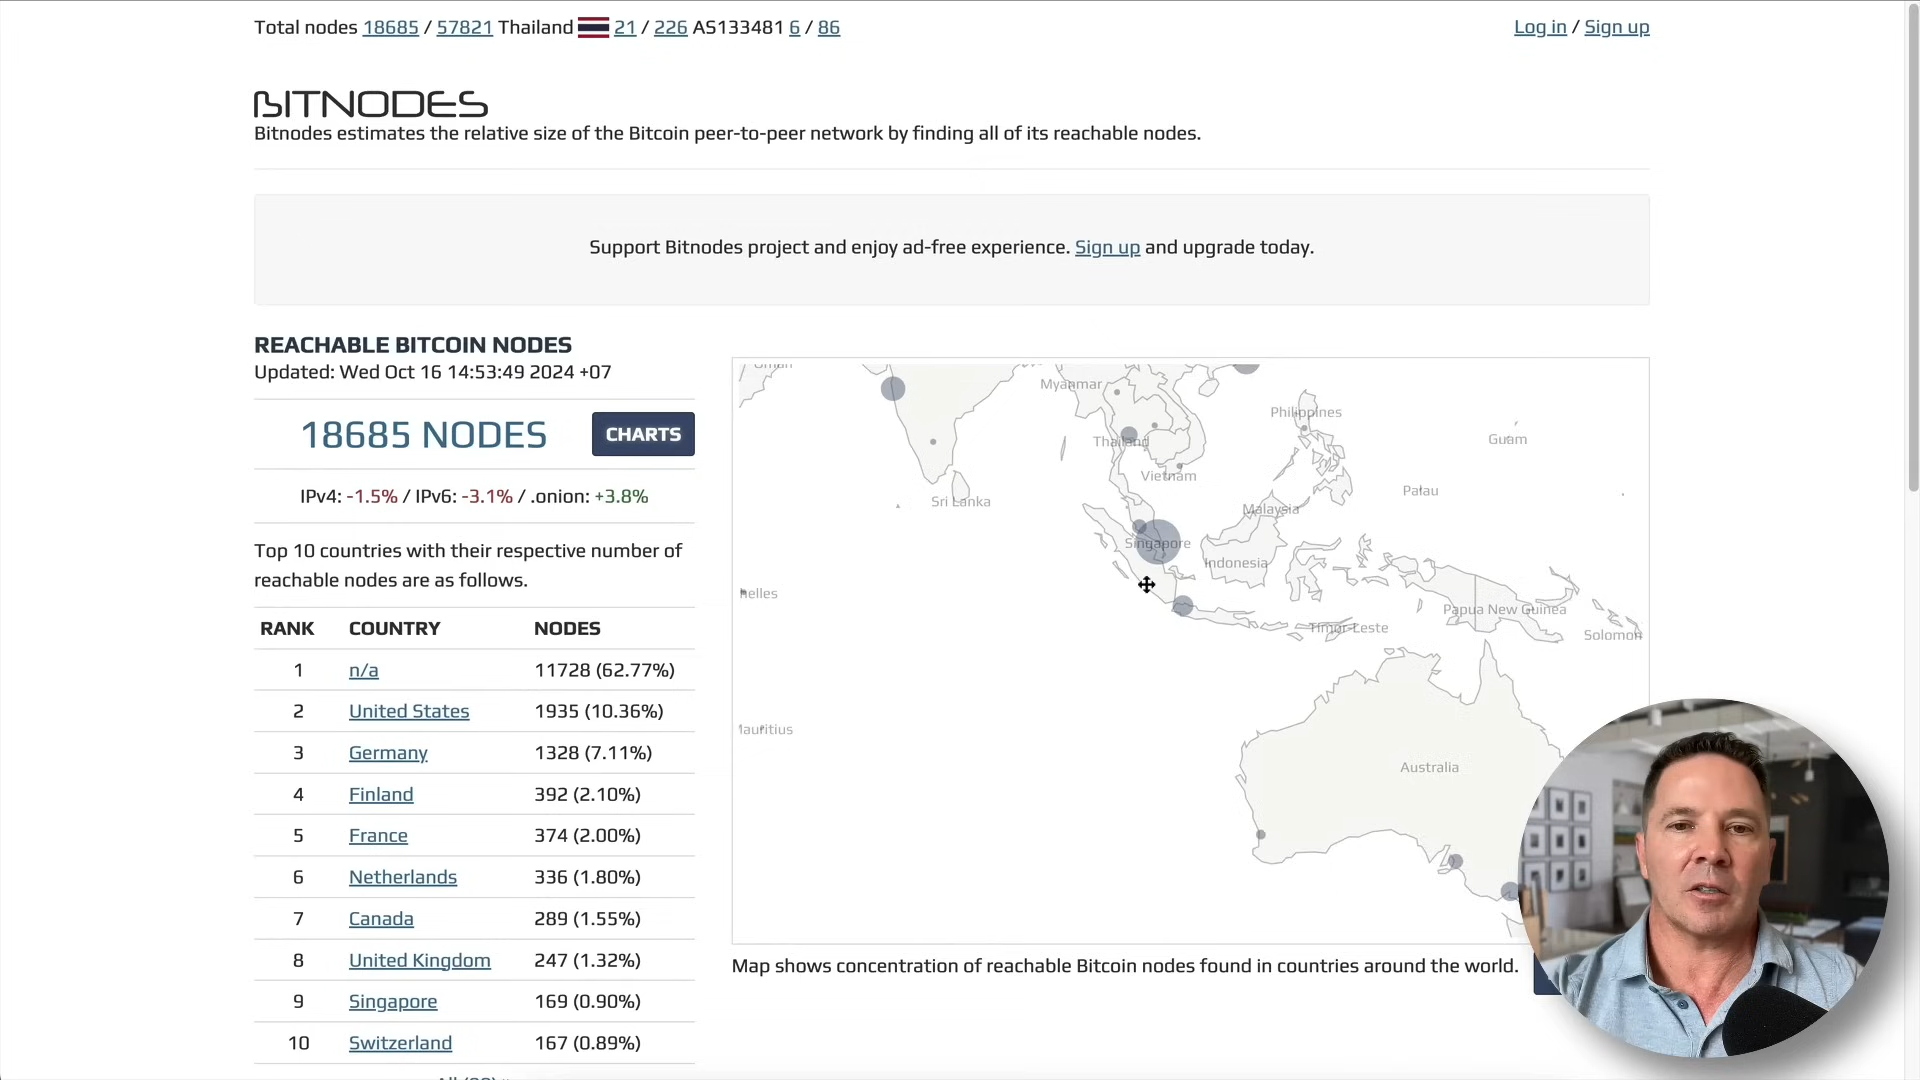 Total nodes 18685 / 57821 Thailand 21 / 226 AS133481 6 / 86
Log in / Sign up
BITNODES
Bitnodes estimates the relative size of the Bitcoin peer-to-peer network by finding all of its reachable nodes.
Support Bitnodes project and enjoy ad-free experience. Sign up and upgrade today.
REACHABLE BITCOIN NODES
Updated: Wed Oct 16 14:53:49 2024 +07
18685 NODES
CHARTS
IPv4: -1.5% / IPv6: -3.1% / .onion: +3.8%
Top 10 countries with their respective number of
reachable nodes are as follows.
RANK COUNTRY NODES
1 n/a 11728 (62.77%)
2 United States 1935 (10.36%)
3 Germany 1328 (7.11%)
4 Finland 392 (2.10%)
5 France 374 (2.00%)
6 Netherlands 336 (1.80%)
7 Canada 289 (1.55%)
8 United Kingdom 247 (1.32%)
9 Singapore 169 (0.90%)
10 Switzerland 167 (0.89%)
Myanmar
Philippines
Thailand
Guam
Vietnam
Palau
Sri Lanka
Malaysia
Singapore
Indonesia
helles
Papua New Guinea
Timor-Leste
Solomon
lauritius
Australia
Map shows concentration of reachable Bitcoin nodes found in countries around the world.